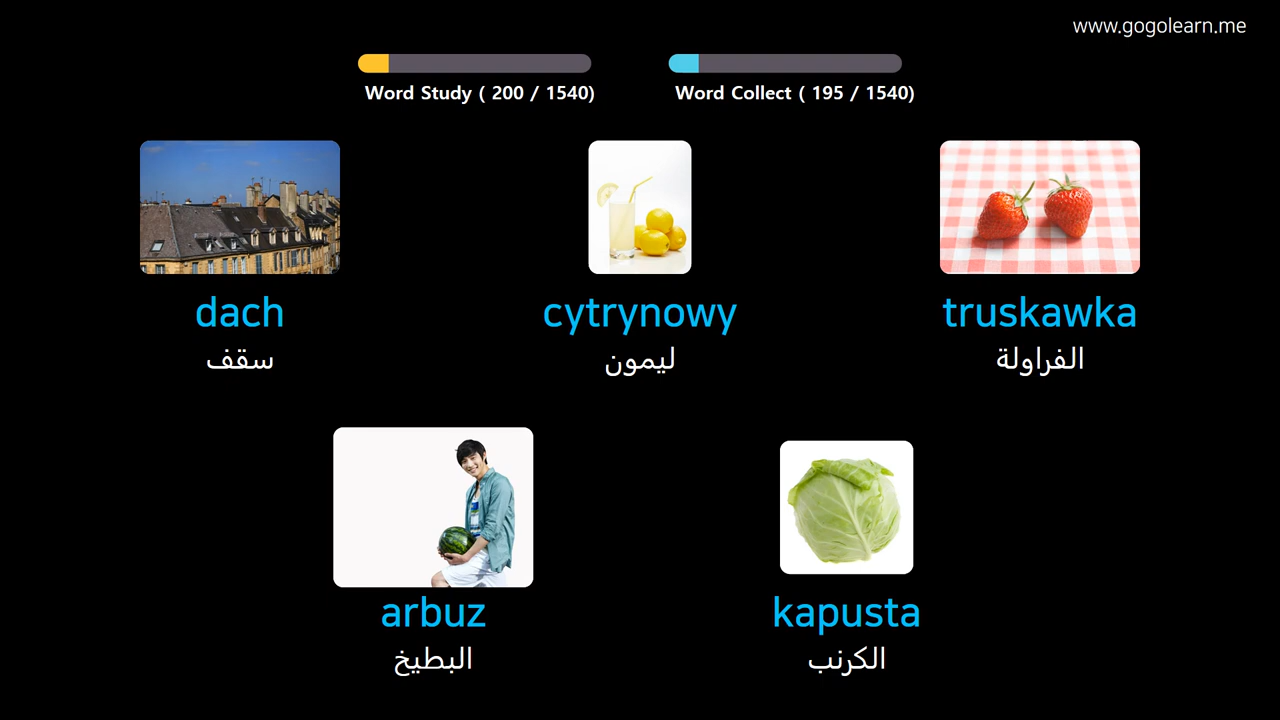 www.gogolearn.me
Word Study ( 200 / 1540)
Word Collect ( 195 / 1540)
dach
سقف
cytrynowy
ليمون
truskawka
الفراولة
arbuz
البطيخ
kapusta
الكرنب